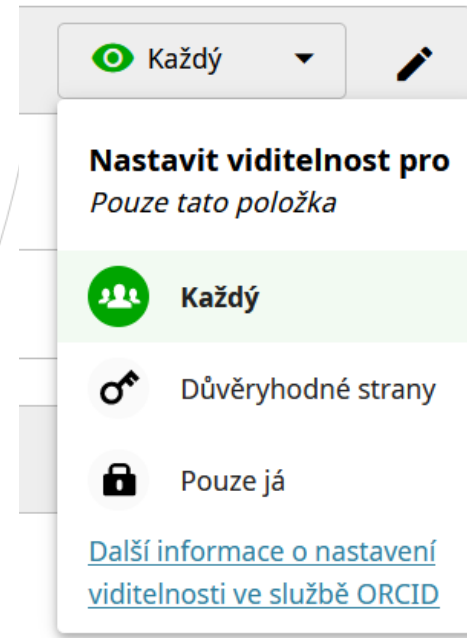 Každý
Nastavit viditelnost pro
Pouze tato položka
Každý
Důvěryhodné strany
Pouze já
Další informace o nastavení
viditelnosti ve službě ORCID